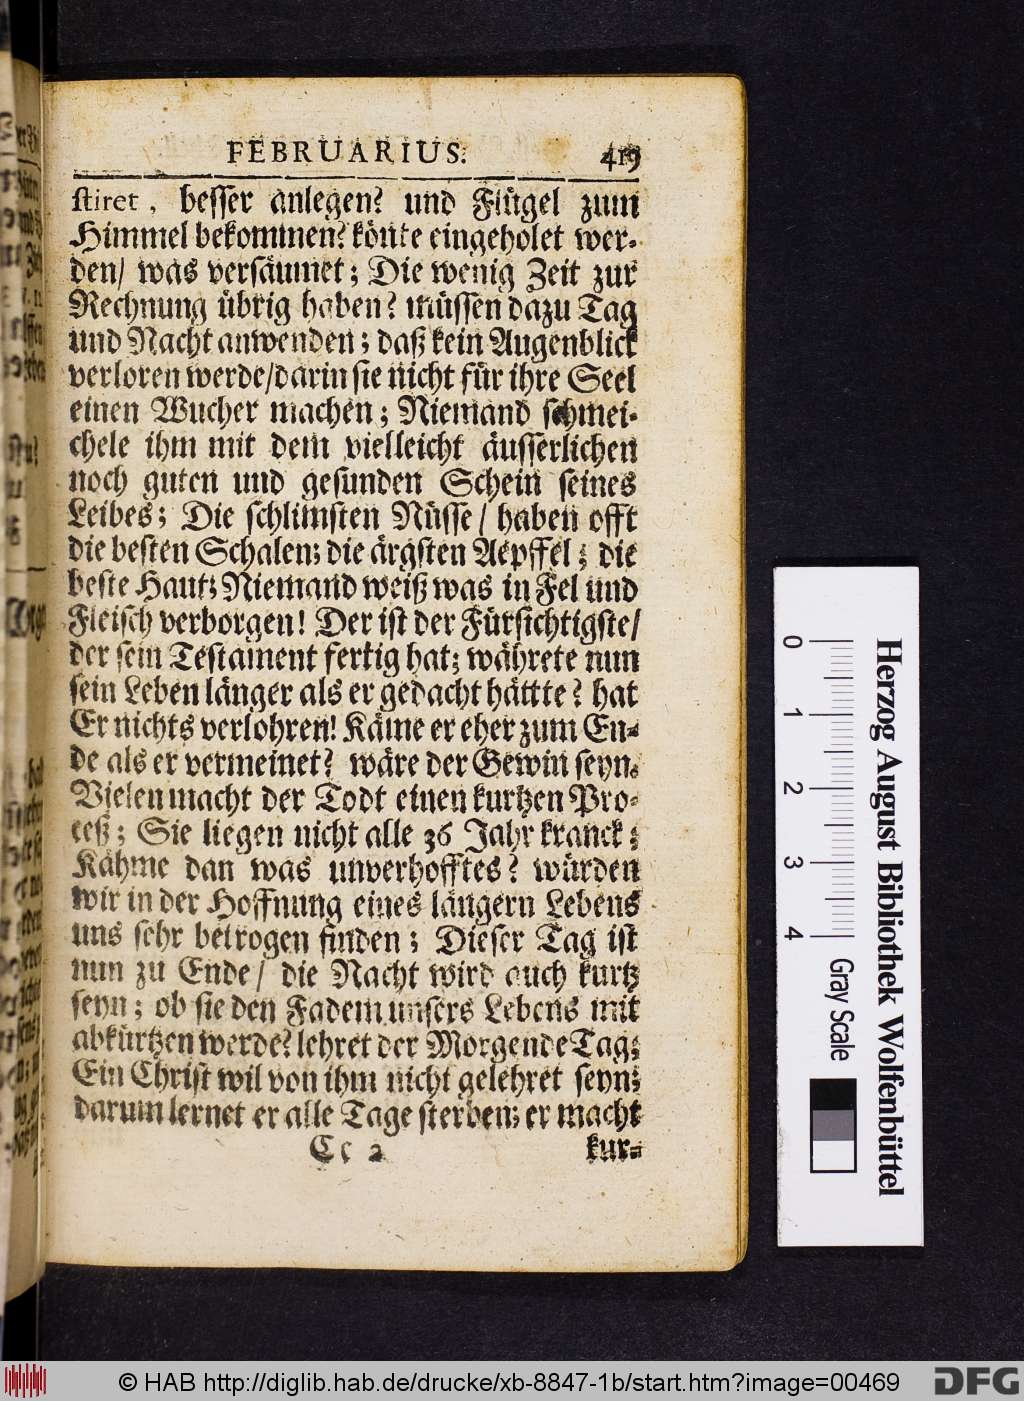 FEBRUARIUS. 419
stiret, besser anlegen? und Flügel zum
Himmel bekommen? könte eingeholet wer-
den/ was versäumet; Die wenig Zeit zur
Rechnung übrig haben? müssen dazu Tag
und Nacht anwenden; daß kein Augenblick
verloren werde/darin sie nicht für ihre Seel
einen Wucher machen; Niemand schmei-
chele ihm mit dem vielleicht äusserlichen
noch guten und gesunden Schein seines
Leibes; Die schlimsten Nüsse/ haben offt
die besten Schalen; die ärgsten Aepffel; die
beste Haut; Niemand weiß was in Fel und
Fleisch verborgen! Der ist der Fürsichtigste/
der sein Testament fertig hat; währete nun
sein Leben länger als er gedacht hättte? hat
Er nichts verlohren! Käme er eher zum En-
de als er vermeinet? wäre der Gewin seyn.
Vielen macht der Todt einen kurtzen Pro-
ceß; Sie liegen nicht alle 36 Jahr kranck;
Kähme dan was unverhofftes? würden
wir in der Hoffnung eines längern Lebens
uns sehr betrogen finden; Dieser Tag ist
nun zu Ende/ die Nacht wird auch kurtz
seyn; ob sie den Fadem unsers Lebens mit
abkürtzen werde? lehret der Morgende Tag;
Ein Christ wil von ihm nicht gelehret seyn;
darum lernet er alle Tage sterben; er macht
Cc 2 kur-
0 1 2 3 4
Gray Scale
Herzog August Bibliothek Wolfenbüttel
© HAB http://diglib.hab.de/drucke/xb-8847-1b/start.htm?image=00469
DFG